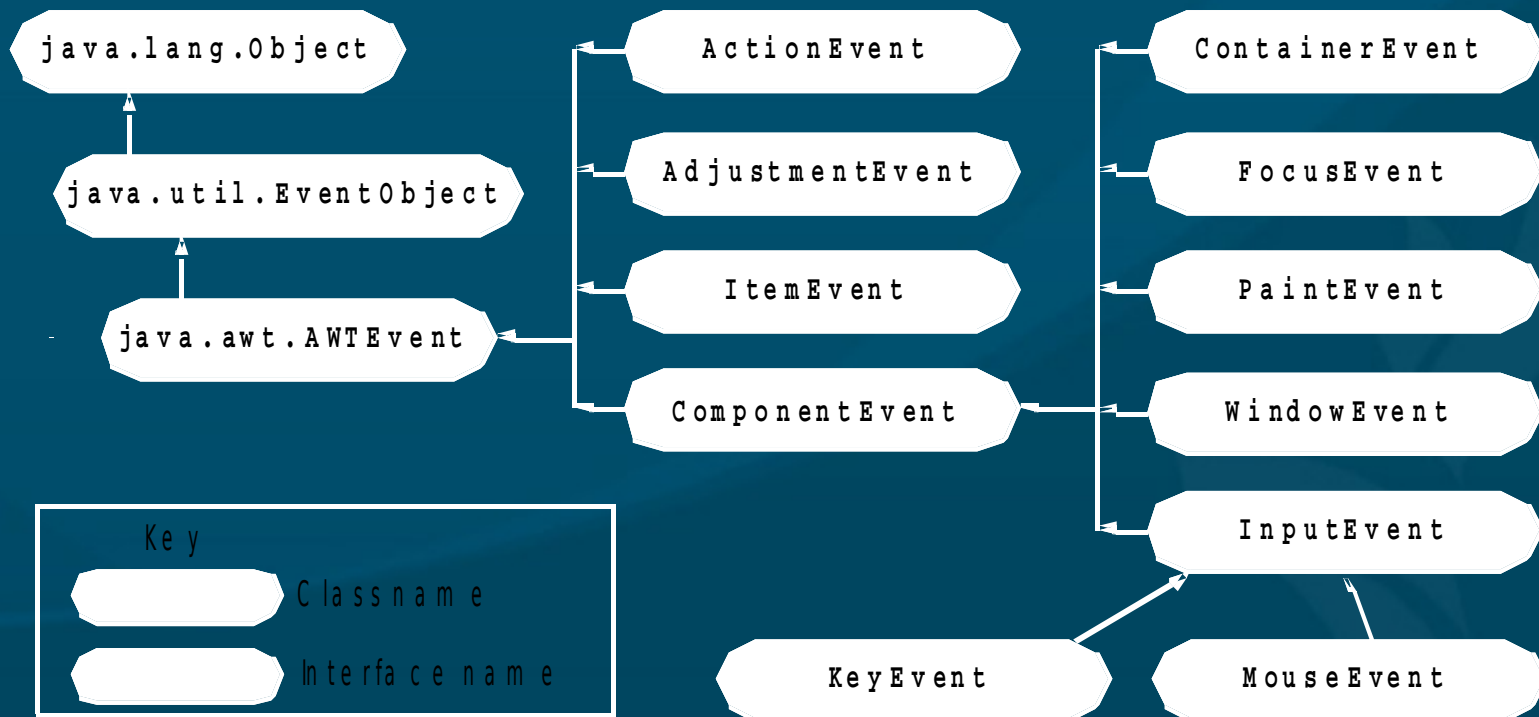 java.lang.Object
java.util.EventObject
java.awt.AWTEvent
ActionEvent
AdjustmentEvent
ItemEvent
ComponentEvent
ContainerEvent
FocusEvent
PaintEvent
WindowEvent
InputEvent
KeyEvent
MouseEvent
Key
Classname
Interface name